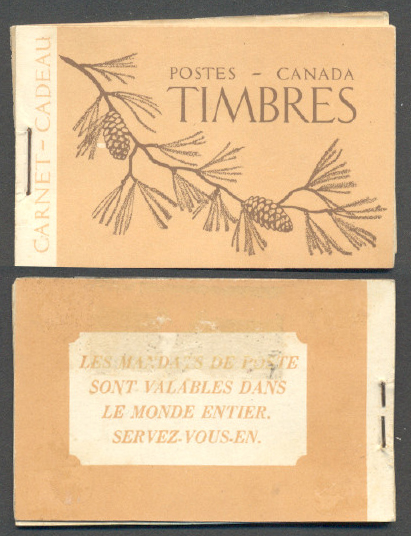 CARNET-CADEAU
POSTES - CANADA
TIMBRES
LES MANDATS DE POSTE
SONT VALABLES DANS
LE MONDE ENTIER.
SERVEZ-VOUS-EN.